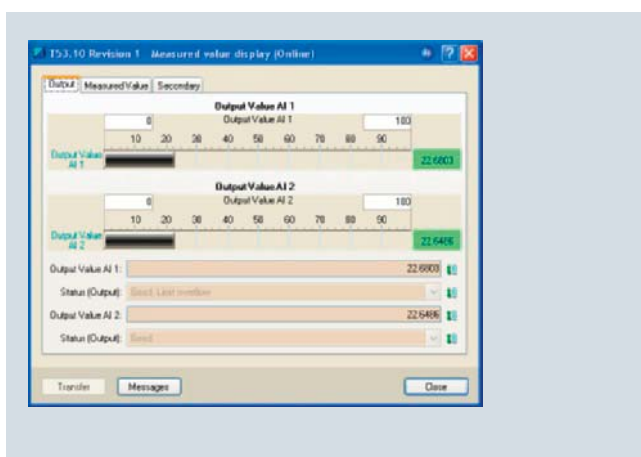 T53.10 Revision 1 Measured value display (Online)
Output Measured Value Secondary
Output Value AI 1
0 Output Value AI 1 100
10 20 30 40 50 60 70 80 90
Output Value
AI 1
22.6803
Output Value AI 2
0 Output Value AI 2 100
10 20 30 40 50 60 70 80 90
Output Value
AI 2
22.6486
Output Value AI 1: 22.6803
Status (Output): Good
Output Value AI 2: 22.6486
Status (Output): Good
Transfer Messages Close